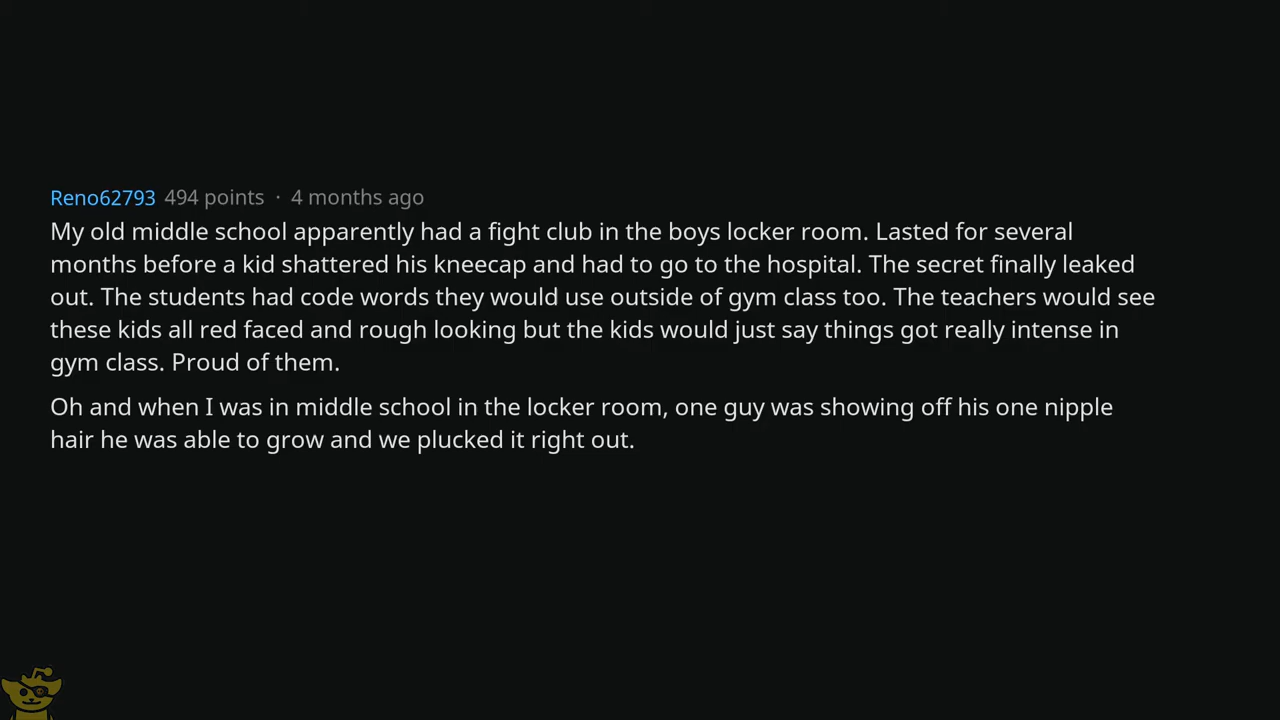 Reno62793 494 points · 4 months ago
My old middle school apparently had a fight club in the boys locker room. Lasted for several
months before a kid shattered his kneecap and had to go to the hospital. The secret finally leaked
out. The students had code words they would use outside of gym class too. The teachers would see
these kids all red faced and rough looking but the kids would just say things got really intense in
gym class. Proud of them.
Oh and when I was in middle school in the locker room, one guy was showing off his one nipple
hair he was able to grow and we plucked it right out.